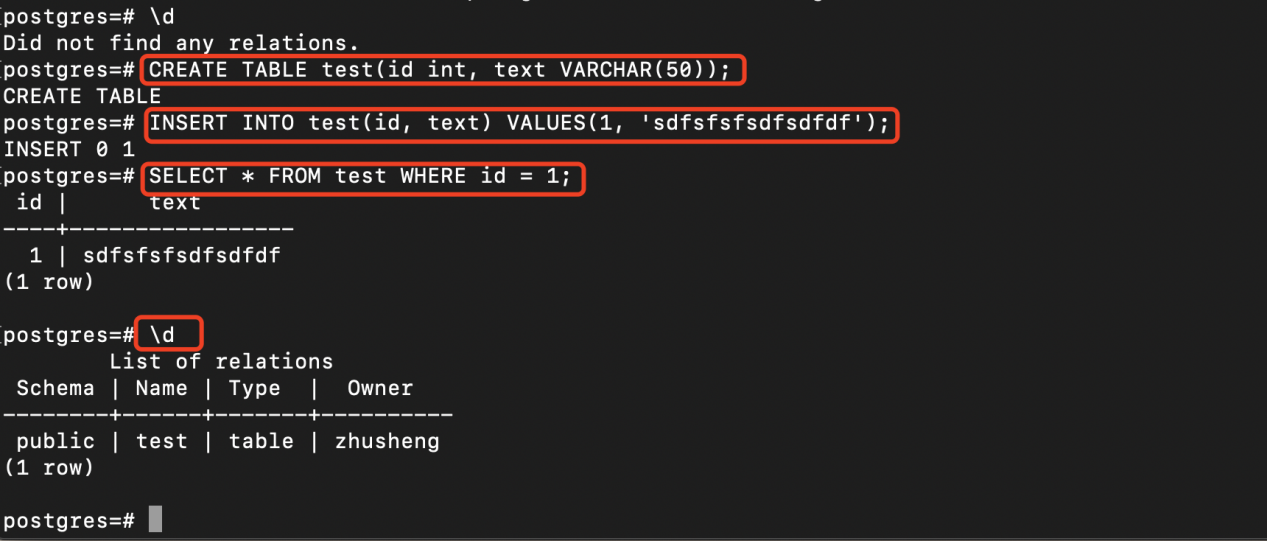 postgres=# \d
Did not find any relations.
postgres=# CREATE TABLE test(id int, text VARCHAR(50));
CREATE TABLE
postgres=# INSERT INTO test(id, text) VALUES(1, 'sdfsfsfsdfsdfdf');
INSERT 0 1
postgres=# SELECT * FROM test WHERE id = 1;
 id |      text
----+-----------------
  1 | sdfsfsfsdfsdfdf
(1 row)
postgres=# \d
        List of relations
 Schema | Name | Type  |  Owner
--------+------+-------+----------
 public | test | table | zhusheng
(1 row)
postgres=#